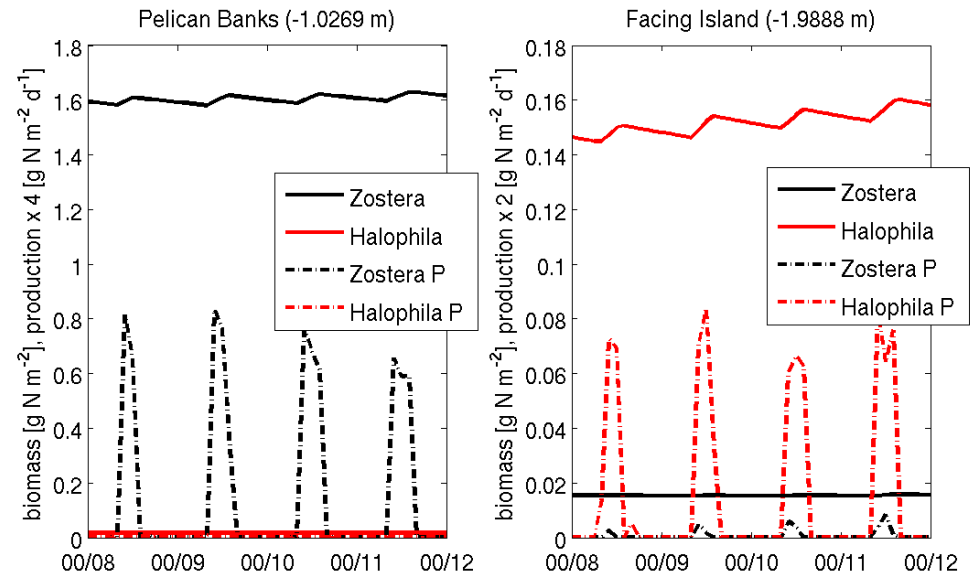 Pelican Banks (-1.0269 m)
biomass [g N m-2], production x 4 [g N m-2 d-1]
1.8
1.6
1.4
1.2
1
0.8
0.6
0.4
0.2
0
00/08 00/09 00/10 00/11 00/12
Zostera
Halophila
Zostera P
Halophila P
Facing Island (-1.9888 m)
biomass [g N m-2], production x 2 [g N m-2 d-1]
0.18
0.16
0.14
0.12
0.1
0.08
0.06
0.04
0.02
0
00/08 00/09 00/10 00/11 00/12
Zostera
Halophila
Zostera P
Halophila P